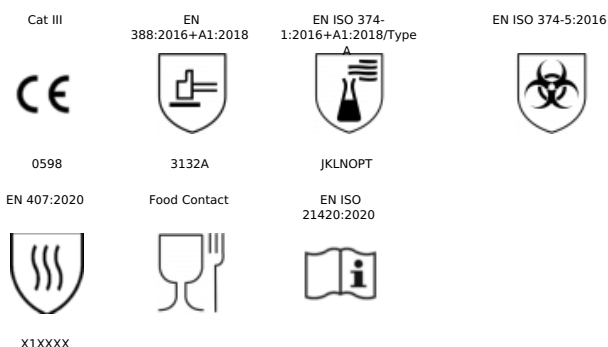 Cat III
EN
388:2016+A1:2018
EN ISO 374-
1:2016+A1:2018/Type
A
EN ISO 374-5:2016
CE
i
0598
3132A
JKLNOPT
EN 407:2020
Food Contact
EN ISO
21420:2020
X1XXXX